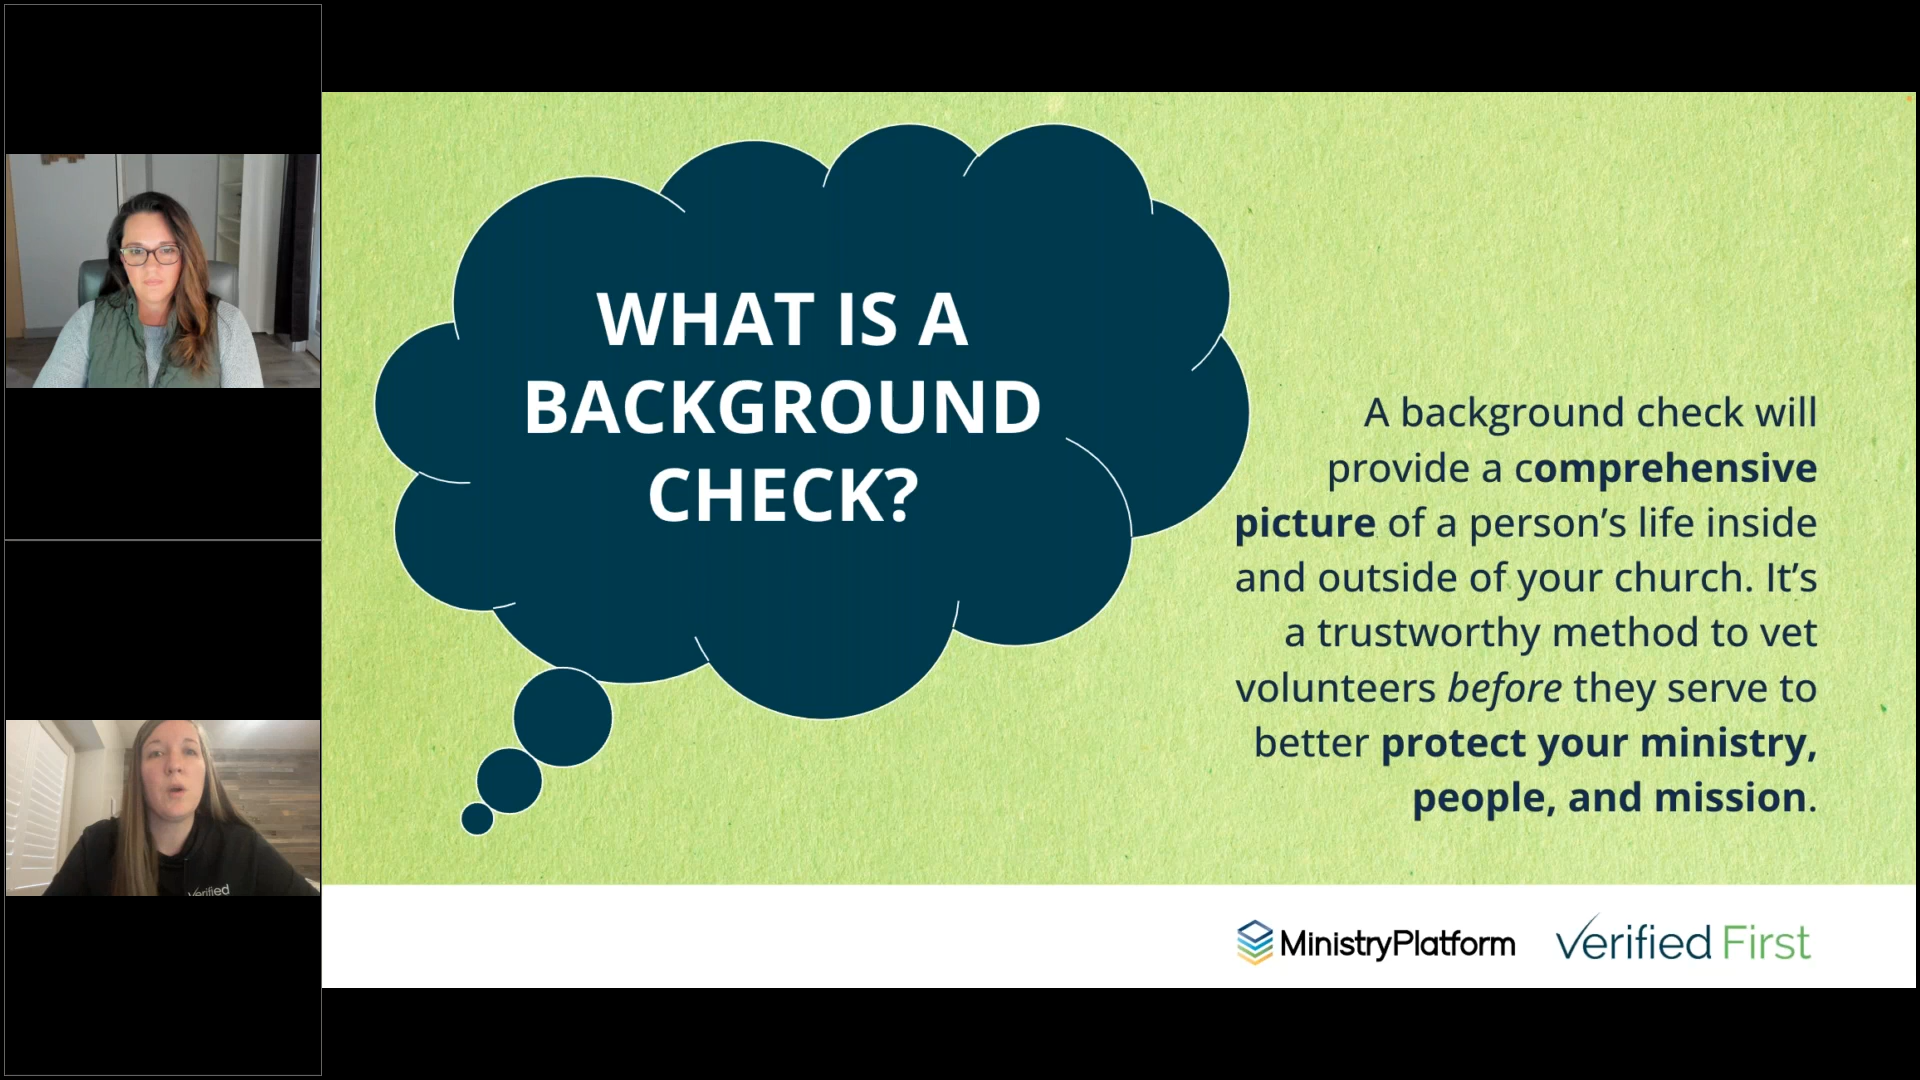 WHAT IS A
BACKGROUND
CHECK?
A background check will
provide a comprehensive
picture of a person’s life inside
and outside of your church. It’s
a trustworthy method to vet
volunteers before they serve to
better protect your ministry,
people, and mission.
Verified
MinistryPlatform
Verified First